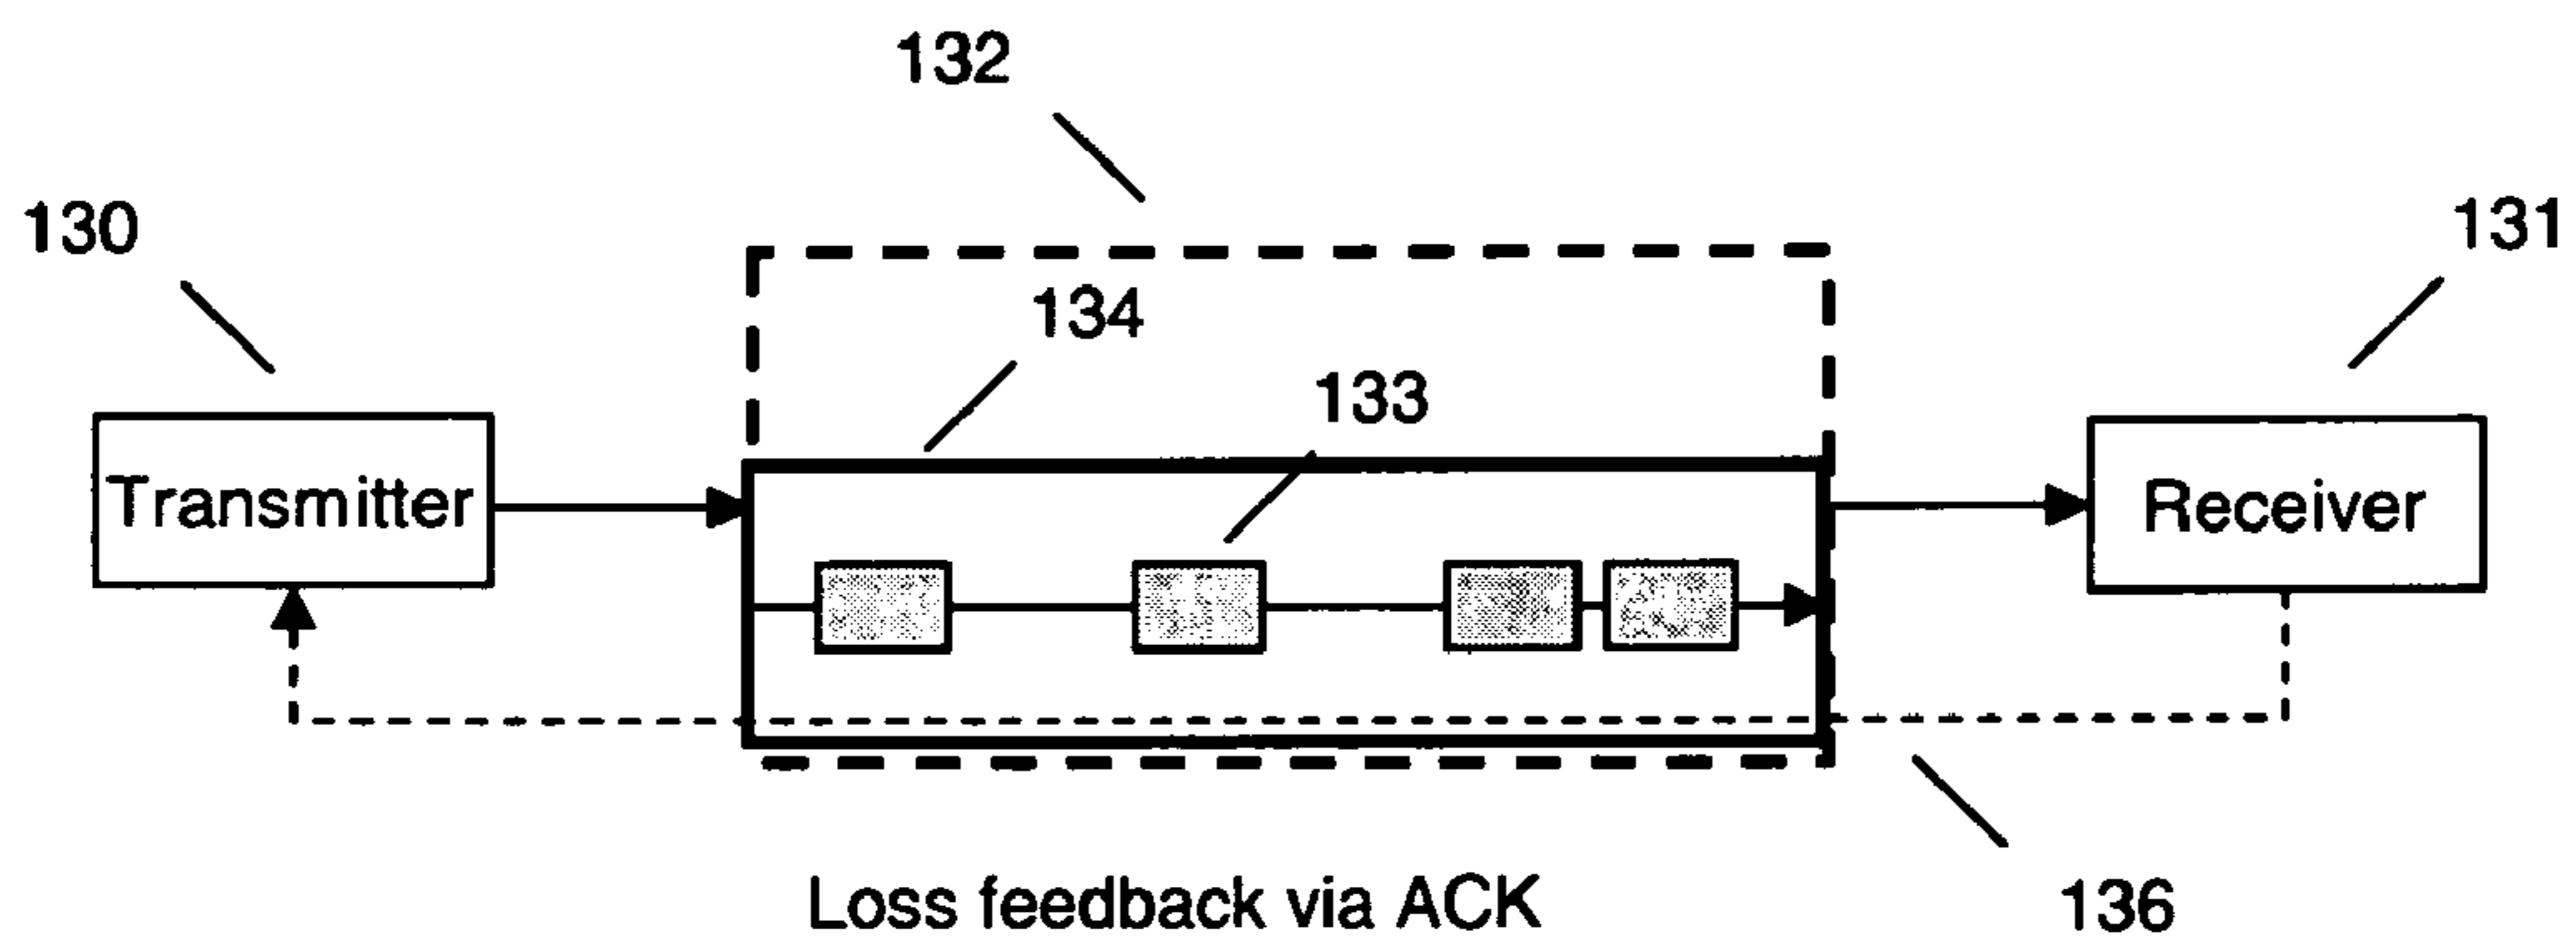 132
130
131
134
133
Transmitter
Receiver
Loss feedback via ACK
136